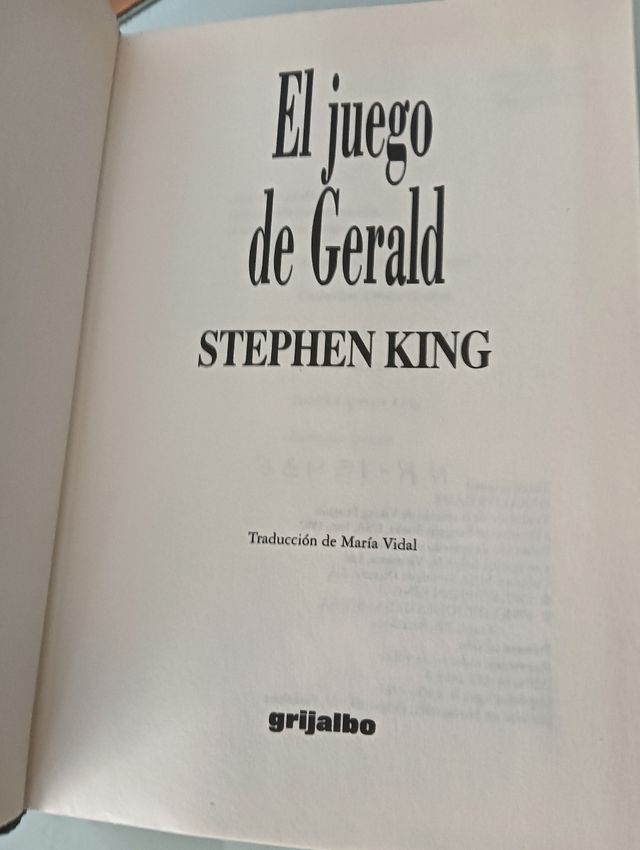 El juego
de Gerald
STEPHEN KING
Traducción de María Vidal
grijalbo